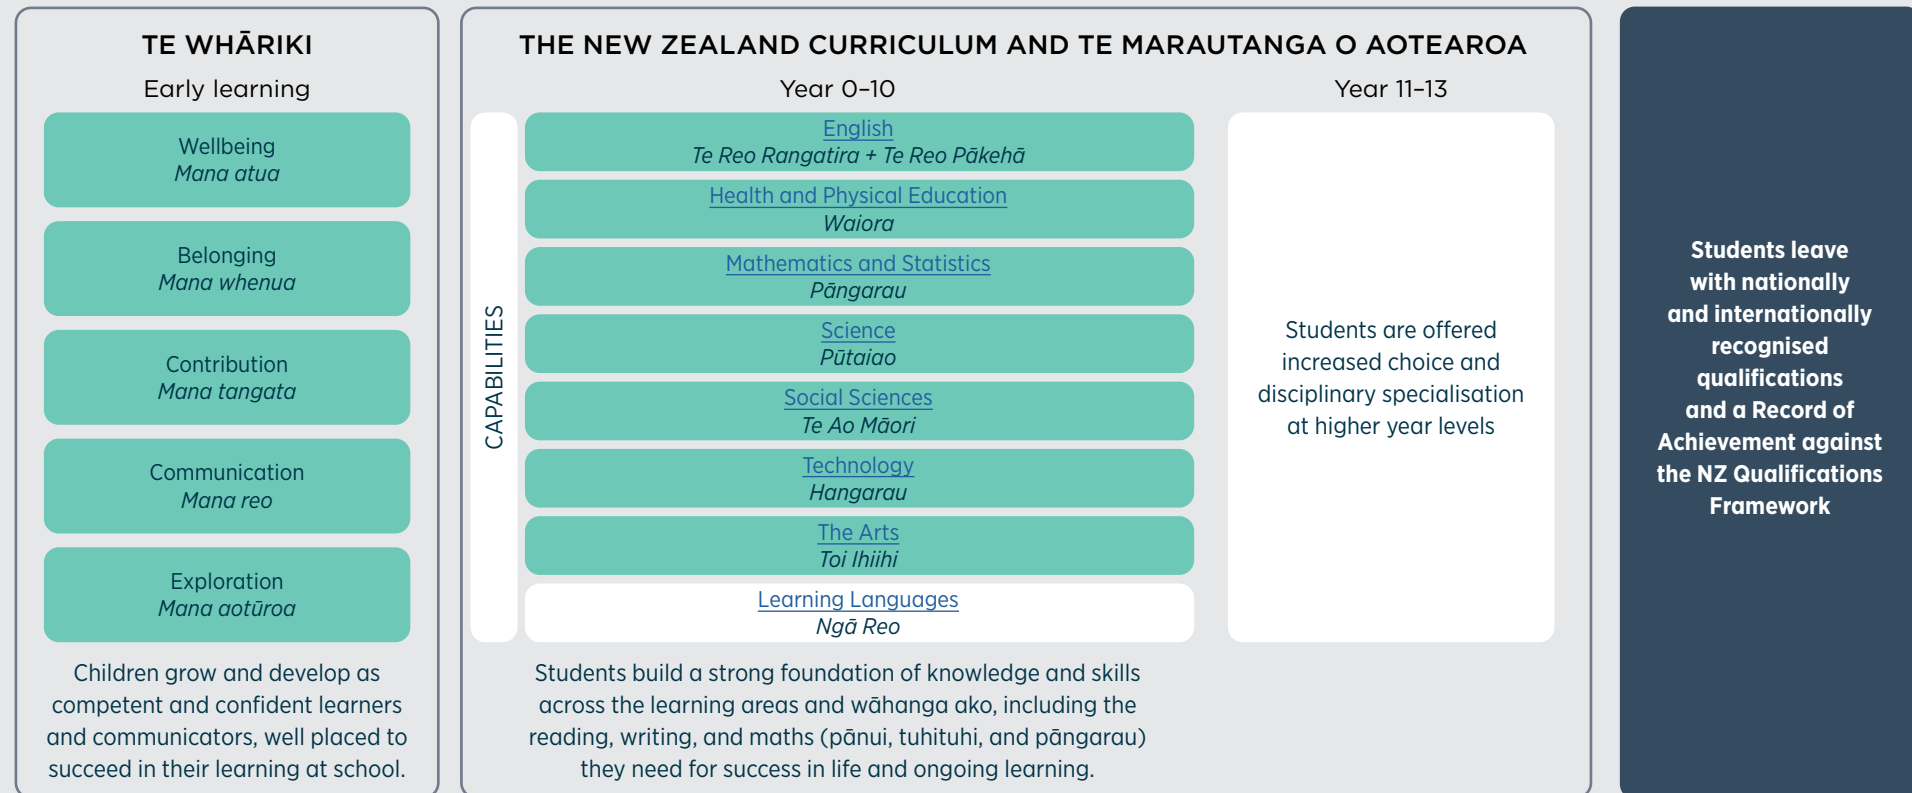 TE WHĀRIKI
Early learning
Wellbeing
Mana atua
Belonging
Mana whenua
Contribution
Mana tangata
Communication
Mana reo
Exploration
Mana aotūroa
Children grow and develop as
competent and confident learners
and communicators, well placed to
succeed in their learning at school.
THE NEW ZEALAND CURRICULUM AND TE MARAUTANGA O AOTEAROA
Year 0–10
CAPABILITIES
English
Te Reo Rangatira + Te Reo Pākehā
Health and Physical Education
Waiora
Mathematics and Statistics
Pāngarau
Science
Pūtaiao
Social Sciences
Te Ao Māori
Technology
Hangarau
The Arts
Toi Ihiihi
Learning Languages
Ngā Reo
Students build a strong foundation of knowledge and skills
across the learning areas and wāhanga ako, including the
reading, writing, and maths (pānui, tuhituhi, and pāngarau)
they need for success in life and ongoing learning.
Year 11–13
Students are offered
increased choice and
disciplinary specialisation
at higher year levels
Students leave
with nationally
and internationally
recognised
qualifications
and a Record of
Achievement against
the NZ Qualifications
Framework